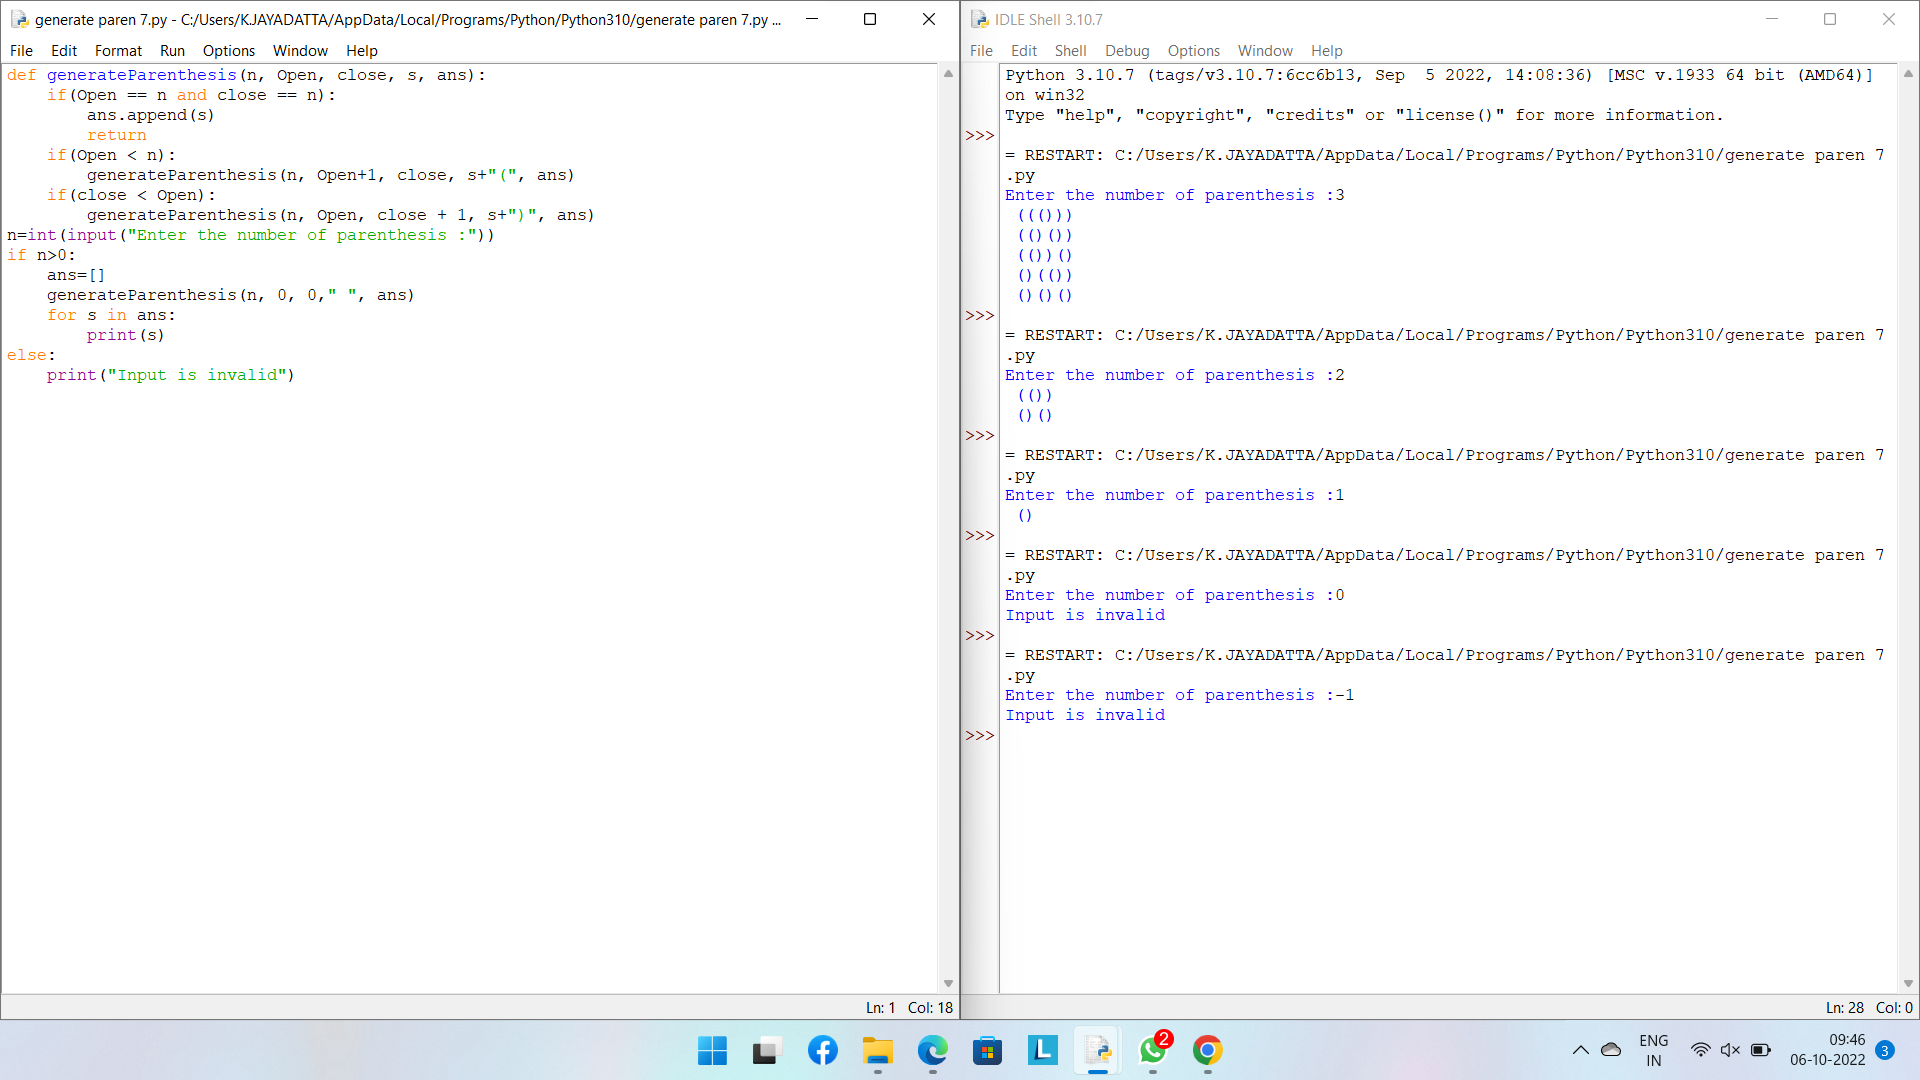 generate paren 7.py - C:/Users/KJAYADATTA/AppData/Local/Programs/Python/Python310/generate paren 7.py ...
File Edit Format Run Options Window Help
def generateParenthesis(n, Open, close, s, ans):
    if(Open == n and close == n):
        ans.append(s)
        return
    if(Open < n):
        generateParenthesis(n, Open+1, close, s+"(", ans)
    if(close < Open):
        generateParenthesis(n, Open, close + 1, s+")", ans)
n=int(input("Enter the number of parenthesis :"))
if n>0:
    ans=[]
    generateParenthesis(n, 0, 0," ", ans)
    for s in ans:
        print(s)
else:
    print("Input is invalid")
Ln: 1 Col: 18
IDLE Shell 3.10.7
File Edit Shell Debug Options Window Help
Python 3.10.7 (tags/v3.10.7:6cc6b13, Sep  5 2022, 14:08:36) [MSC v.1933 64 bit (AMD64)]
on win32
Type "help", "copyright", "credits" or "license()" for more information.
>>>
= RESTART: C:/Users/K.JAYADATTA/AppData/Local/Programs/Python/Python310/generate paren 7
.py
Enter the number of parenthesis :3
 ((()))
 (()())
 (())()
 ()(())
 ()()()
>>>
= RESTART: C:/Users/K.JAYADATTA/AppData/Local/Programs/Python/Python310/generate paren 7
.py
Enter the number of parenthesis :2
 (())
 ()()
>>>
= RESTART: C:/Users/K.JAYADATTA/AppData/Local/Programs/Python/Python310/generate paren 7
.py
Enter the number of parenthesis :1
 ()
>>>
= RESTART: C:/Users/K.JAYADATTA/AppData/Local/Programs/Python/Python310/generate paren 7
.py
Enter the number of parenthesis :0
Input is invalid
>>>
= RESTART: C:/Users/K.JAYADATTA/AppData/Local/Programs/Python/Python310/generate paren 7
.py
Enter the number of parenthesis :-1
Input is invalid
>>>
Ln: 28 Col: 0
L
2
ENG
IN
09:46
06-10-2022
3